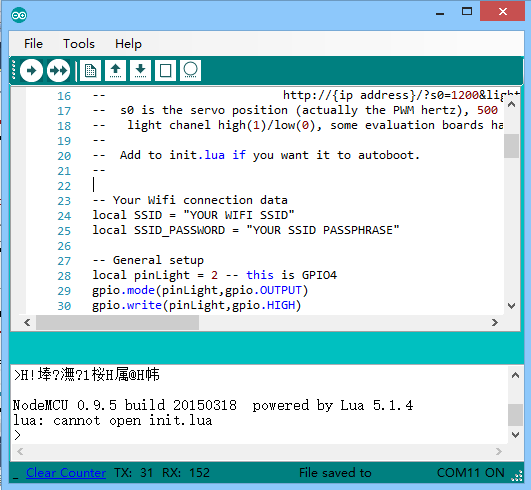 File Tools Help
16 -- http://{ip address}/?s0=1200&light
17 -- s0 is the servo position (actually the PWM hertz), 500
18 -- light chanel high(1)/low(0), some evaluation boards ha
19 --
20 -- Add to init.lua if you want it to autoboot.
21 --
22
23 -- Your Wifi connection data
24 local SSID = "YOUR WIFI SSID"
25 local SSID_PASSWORD = "YOUR SSID PASSPHRASE"
26
27 -- General setup
28 local pinLight = 2 -- this is GPIO4
29 gpio.mode(pinLight,gpio.OUTPUT)
30 gpio.write(pinLight,gpio.HIGH)
>H!埲?潕?1桜H属@H帏
NodeMCU 0.9.5 build 20150318 powered by Lua 5.1.4
lua: cannot open init.lua
>
_ Clear Counter TX: 31 RX: 152 File saved to COM11 ON